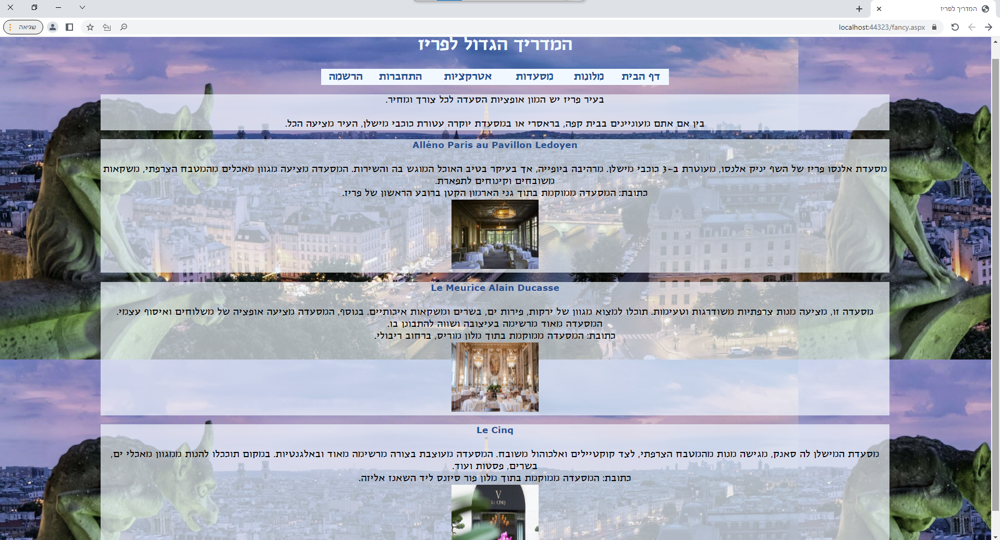 המדריך לפריז
localhost:44323/fancy.aspx
שגיאה
המדריך הגדול לפריז
דף הבית מלונות מסעדות אטרקציות התחברות הרשמה
בעיר פריז יש המון אופציות הסעדה לכל צורך ומחיר.
בין אם אתם מעוניינים בבית קפה, בראסרי או במסעדת יוקרה עטורת כוכבי מישלן, העיר מציעה הכל.
Alléno Paris au Pavillon Ledoyen
מסעדת אלנסו פריז של השף יניק אלנסו, מעוטרת ב-3 כוכבי מישלן. מרהיבה ביופייה, אך בעיקר בטיב האוכל המוגש בה והשירות. המסעדה מציעה מגוון מאכלים מהמטבח הצרפתי, משקאות
משובחים וקינוחים לתפארת.
כתובת: המסעדה ממוקמת בתוך גני הארמון הקטן ברובע הראשון של פריז.
Le Meurice Alain Ducasse
מסעדה זו, מציעה מנות צרפתיות משודרגות וטעימות. תוכלו למצוא מגוון של ירקות, פירות ים, בשרים ומשקאות איכותיים. בנוסף, המסעדה מציעה אופציה של משלוחים ואיסוף עצמי.
המסעדה מאוד מרשימה בעיצובה ושווה להתבונן בו.
כתובת: המסעדה ממוקמת בתוך מלון מוריס, ברחוב ריבולי.
Le Cinq
מסעדת המישלן לה סאנק, מגישה מנות מהמטבח הצרפתי, לצד קוקטיילים ואלכוהול משובח. המסעדה מעוצבת בצורה מרשימה מאוד ובאלגנטיות. במקום תוככלו להנות ממגוון מאכלי ים,
בשרים, פסטות ועוד.
כתובת: המסעדה ממוקמת בתוך מלון פור סיזנס ליד השאנז אליזה.
V
LE CINQ